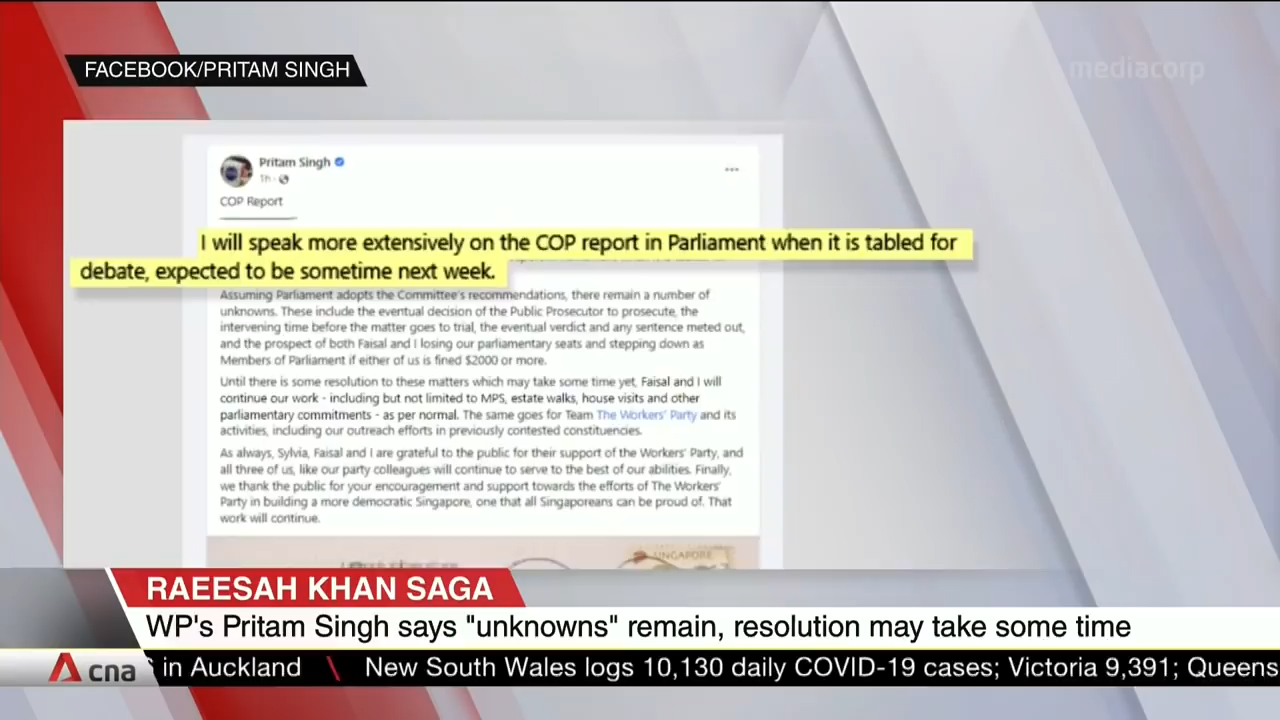 FACEBOOK/PRITAM SINGH
mediacorp
Pritam Singh
1h
COP Report
I will speak more extensively on the COP report in Parliament when it is tabled for
debate, expected to be sometime next week.
Assuming Parliament adopts the Committee's recommendations, there remain a number of
unknowns. These include the eventual decision of the Public Prosecutor to prosecute, the
intervening time before the matter goes to trial, the eventual verdict and any sentence meted out,
and the prospect of both Faisal and I losing our parliamentary seats and stepping down as
Members of Parliament if either of us is fined $2000 or more.
Until there is some resolution to these matters which may take some time yet, Faisal and I will
continue our work - including but not limited to MPS, estate walks, house visits and other
parliamentary commitments - as per normal. The same goes for Team The Workers' Party and its
activities, including our outreach efforts in previously contested constituencies.
As always, Sylvia, Faisal and I are grateful to the public for their support of the Workers' Party, and
all three of us, like our party colleagues will continue to serve to the best of our abilities. Finally,
we thank the public for your encouragement and support towards the efforts of The Workers'
Party in building a more democratic Singapore, one that all Singaporeans can be proud of. That
work will continue.
SINGAPORE
RAEESAH KHAN SAGA
WP's Pritam Singh says "unknowns" remain, resolution may take some time
cna
in Auckland \ New South Wales logs 10,130 daily COVID-19 cases; Victoria 9,391; Queens